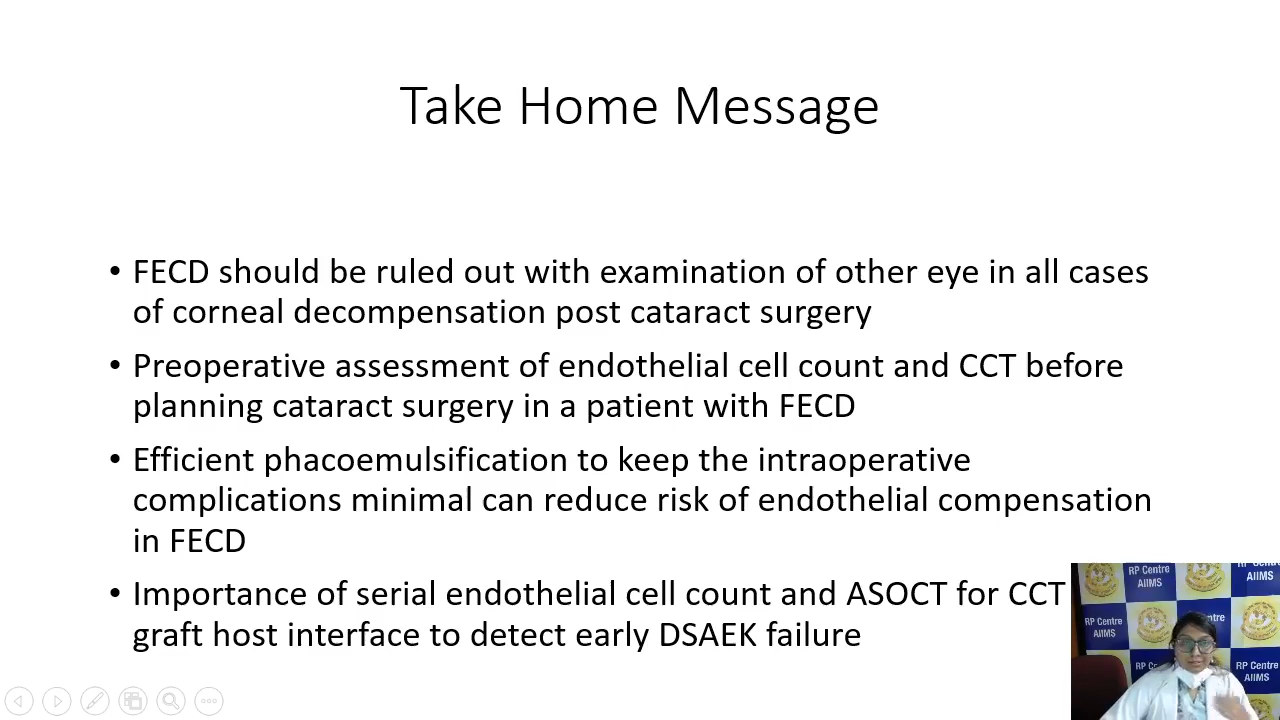 Take Home Message
• FECD should be ruled out with examination of other eye in all cases
of corneal decompensation post cataract surgery
• Preoperative assessment of endothelial cell count and CCT before
planning cataract surgery in a patient with FECD
• Efficient phacoemulsification to keep the intraoperative
complications minimal can reduce risk of endothelial compensation
in FECD
• Importance of serial endothelial cell count and ASOCT for CCT
graft host interface to detect early DSAEK failure
RP Centre
AIIMS
AIIMS
RP Centre
AIIMS
RP Centre
AIIMS
RP Centre
AIIMS